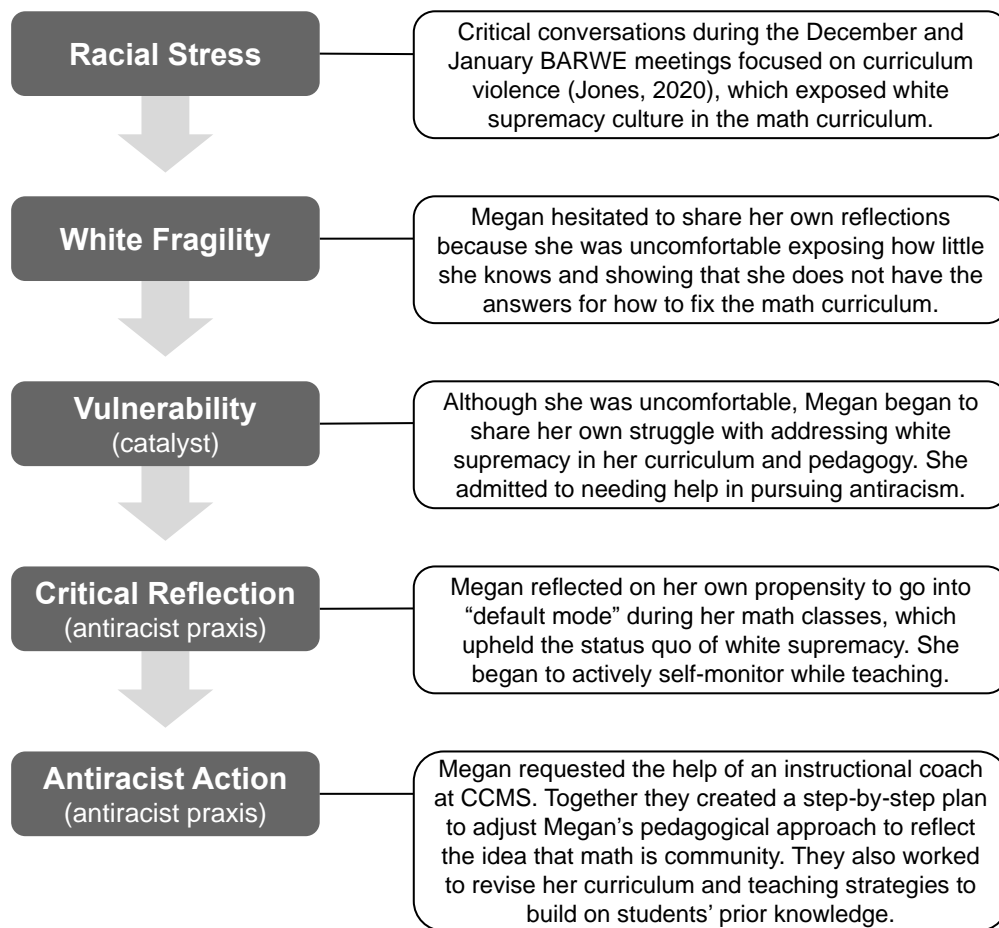 Racial Stress
Critical conversations during the December and
January BARWE meetings focused on curriculum
violence (Jones, 2020), which exposed white
supremacy culture in the math curriculum.
White Fragility
Megan hesitated to share her own reflections
because she was uncomfortable exposing how little
she knows and showing that she does not have the
answers for how to fix the math curriculum.
Vulnerability
(catalyst)
Although she was uncomfortable, Megan began to
share her own struggle with addressing white
supremacy in her curriculum and pedagogy. She
admitted to needing help in pursuing antiracism.
Critical Reflection
(antiracist praxis)
Megan reflected on her own propensity to go into
“default mode” during her math classes, which
upheld the status quo of white supremacy. She
began to actively self-monitor while teaching.
Antiracist Action
(antiracist praxis)
Megan requested the help of an instructional coach
at CCMS. Together they created a step-by-step plan
to adjust Megan’s pedagogical approach to reflect
the idea that math is community. They also worked
to revise her curriculum and teaching strategies to
build on students’ prior knowledge.